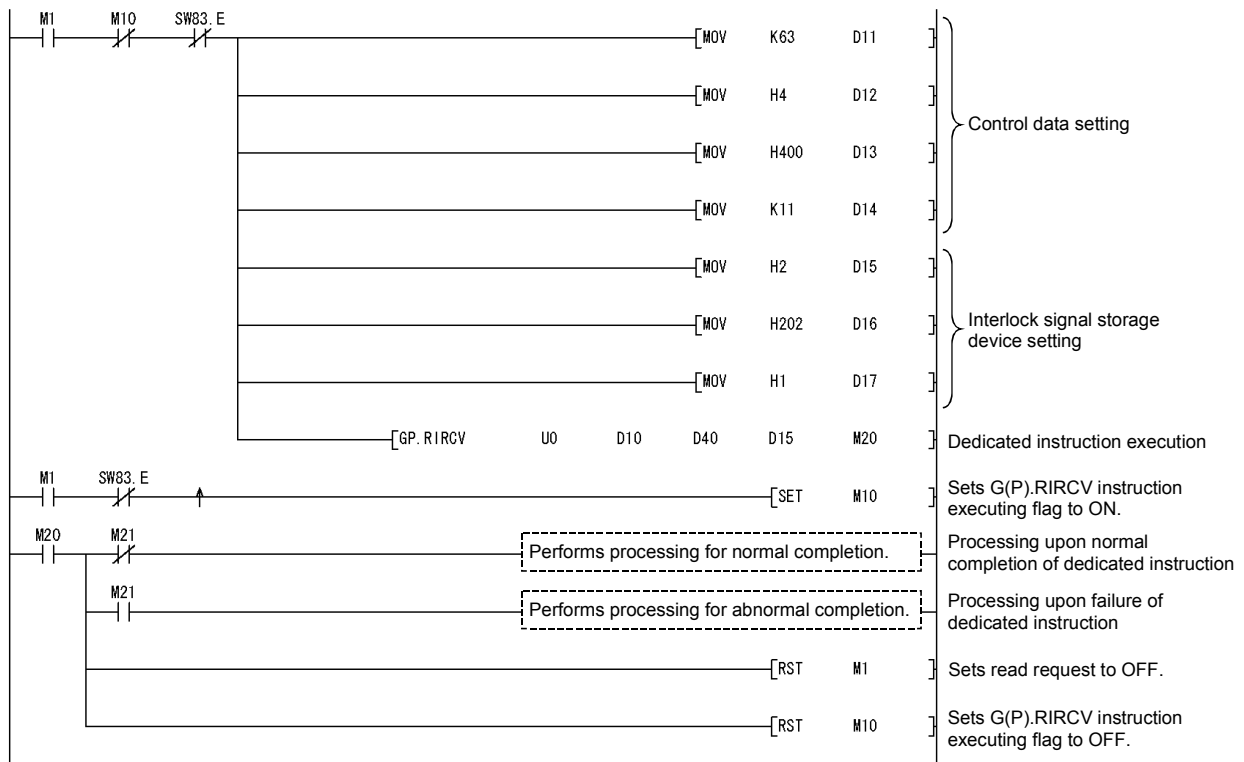 M1 M10 SW83.E
[MOV K63 D11 ]
[MOV H4 D12 ]
Control data setting
[MOV H400 D13 ]
[MOV K11 D14 ]
[MOV H2 D15 ]
[MOV H202 D16 ]
Interlock signal storage
device setting
[MOV H1 D17 ]
[GP.RIRCV U0 D10 D40 D15 M20 ]
Dedicated instruction execution
M1 SW83.E
[SET M10 ]
Sets G(P).RIRCV instruction
executing flag to ON.
M20 M21
Performs processing for normal completion.
Processing upon normal
completion of dedicated instruction
M21
Performs processing for abnormal completion.
Processing upon failure of
dedicated instruction
[RST M1 ]
Sets read request to OFF.
[RST M10 ]
Sets G(P).RIRCV instruction
executing flag to OFF.